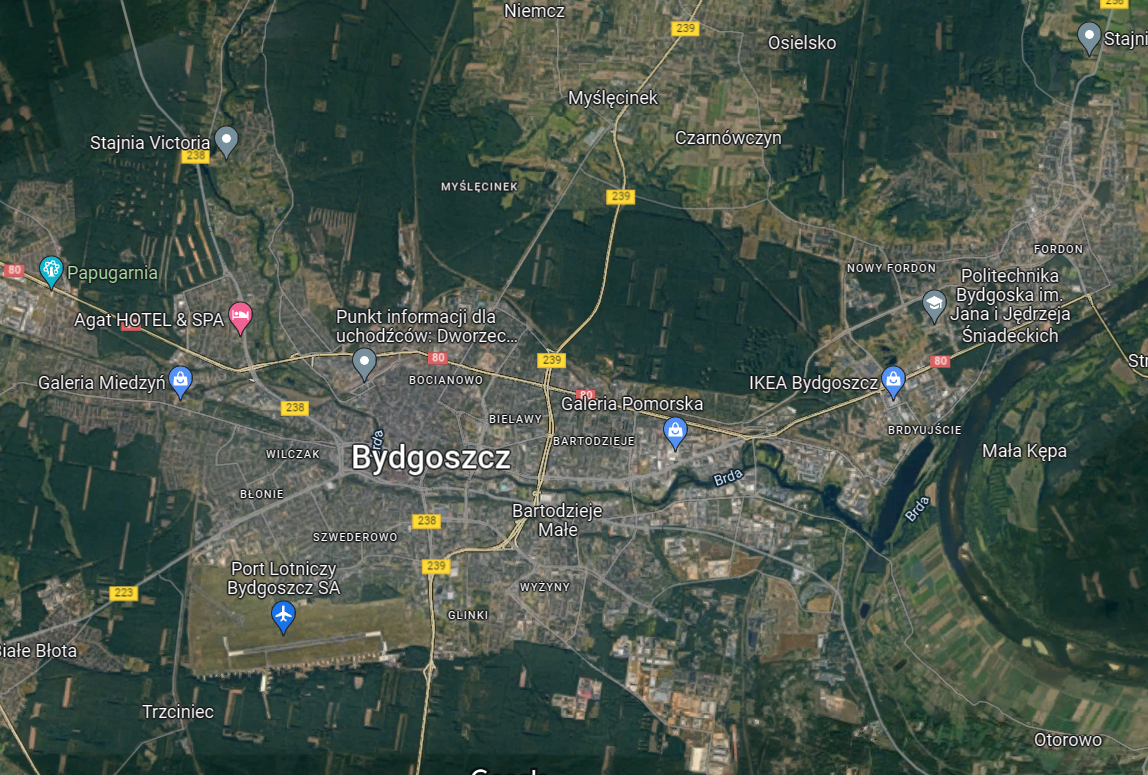 Niemcz
239
238
Osielsko
Myślęcinek
Czarnówczyn
Stajnia Victoria
238
MYŚLĘCINEK
239
FORDON
NOWY FORDON
80
Papugarnia
Politechnika
Bydgoska im.
Jana i Jędrzeja
Śniadeckich
Agat HOTEL & SPA
Punkt informacji dla
uchodźców: Dworzec...
80
239
80
Galeria Miedzyń
BOCIANOWO
80
IKEA Bydgoszcz
238
Galeria Pomorska
BIELAWY
BRDYUJŚCIE
Brda
BARTODZIEJE
WILCZAK
Bydgoszcz
Mała Kępa
Brda
BŁONIE
Bartodzieje
Małe
Brda
238
SZWEDEROWO
239
Port Lotniczy
Bydgoszcz SA
WYŻYNY
223
GLINKI
Białe Błota
Trzciniec
Otorowo